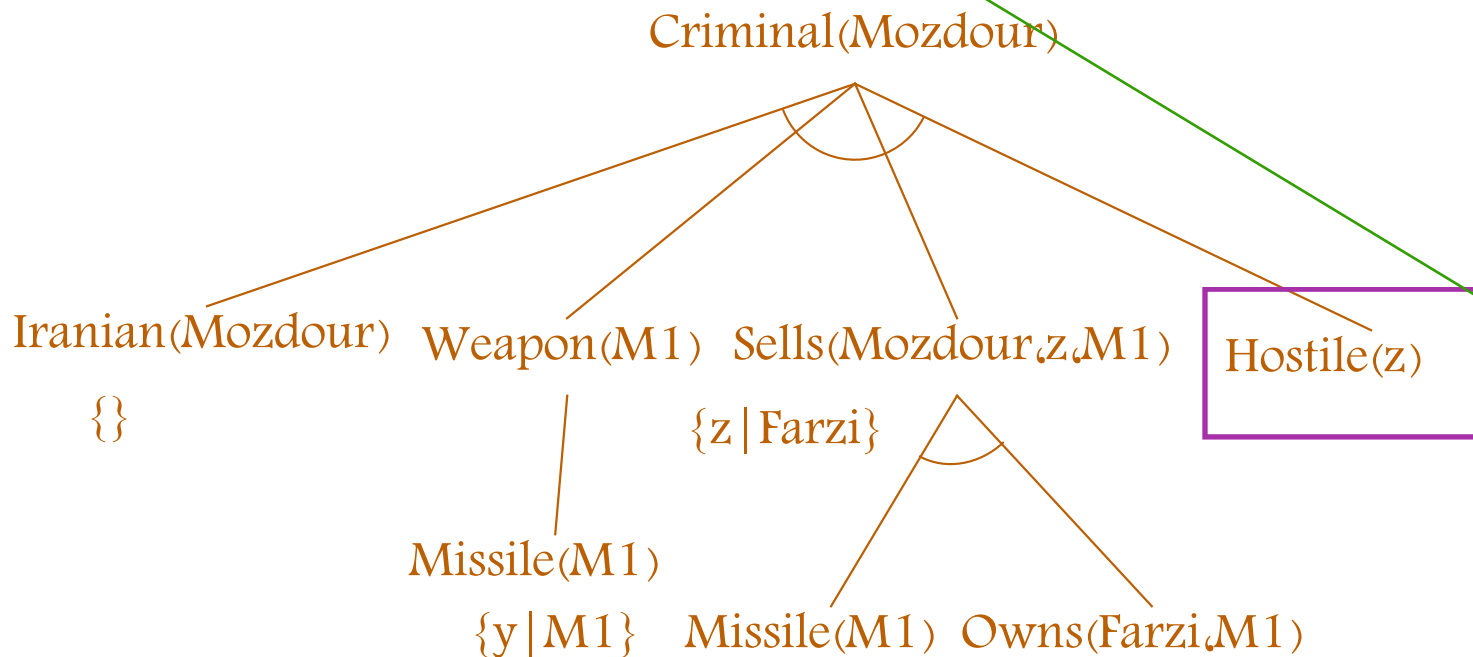 Criminal(Mozdour)
Iranian(Mozdour)
Weapon(M1)
Sells(Mozdour,z,M1)
Hostile(z)
{}
{z|Farzi}
Missile(M1)
{y|M1}
Missile(M1)
Owns(Farzi,M1)